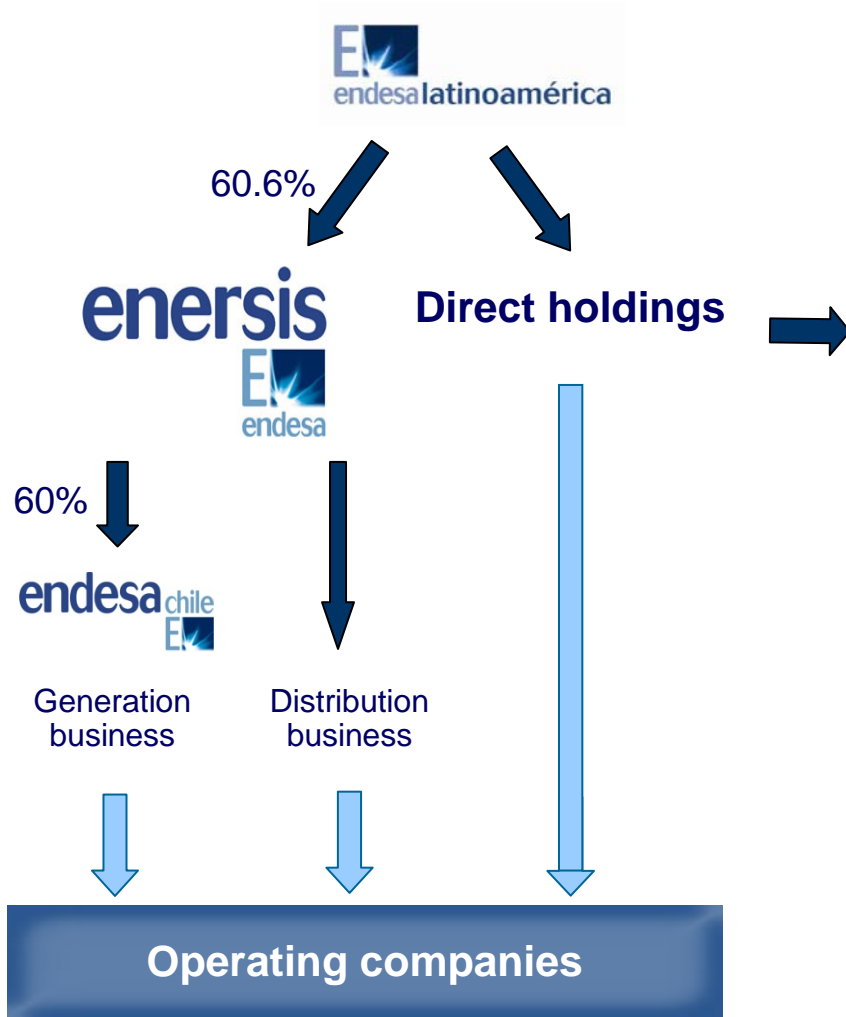 endesalatinoamérica
60.6%
enersis
endesa
Direct holdings
60%
endesa chile
Generation
business
Distribution
business
Operating companies